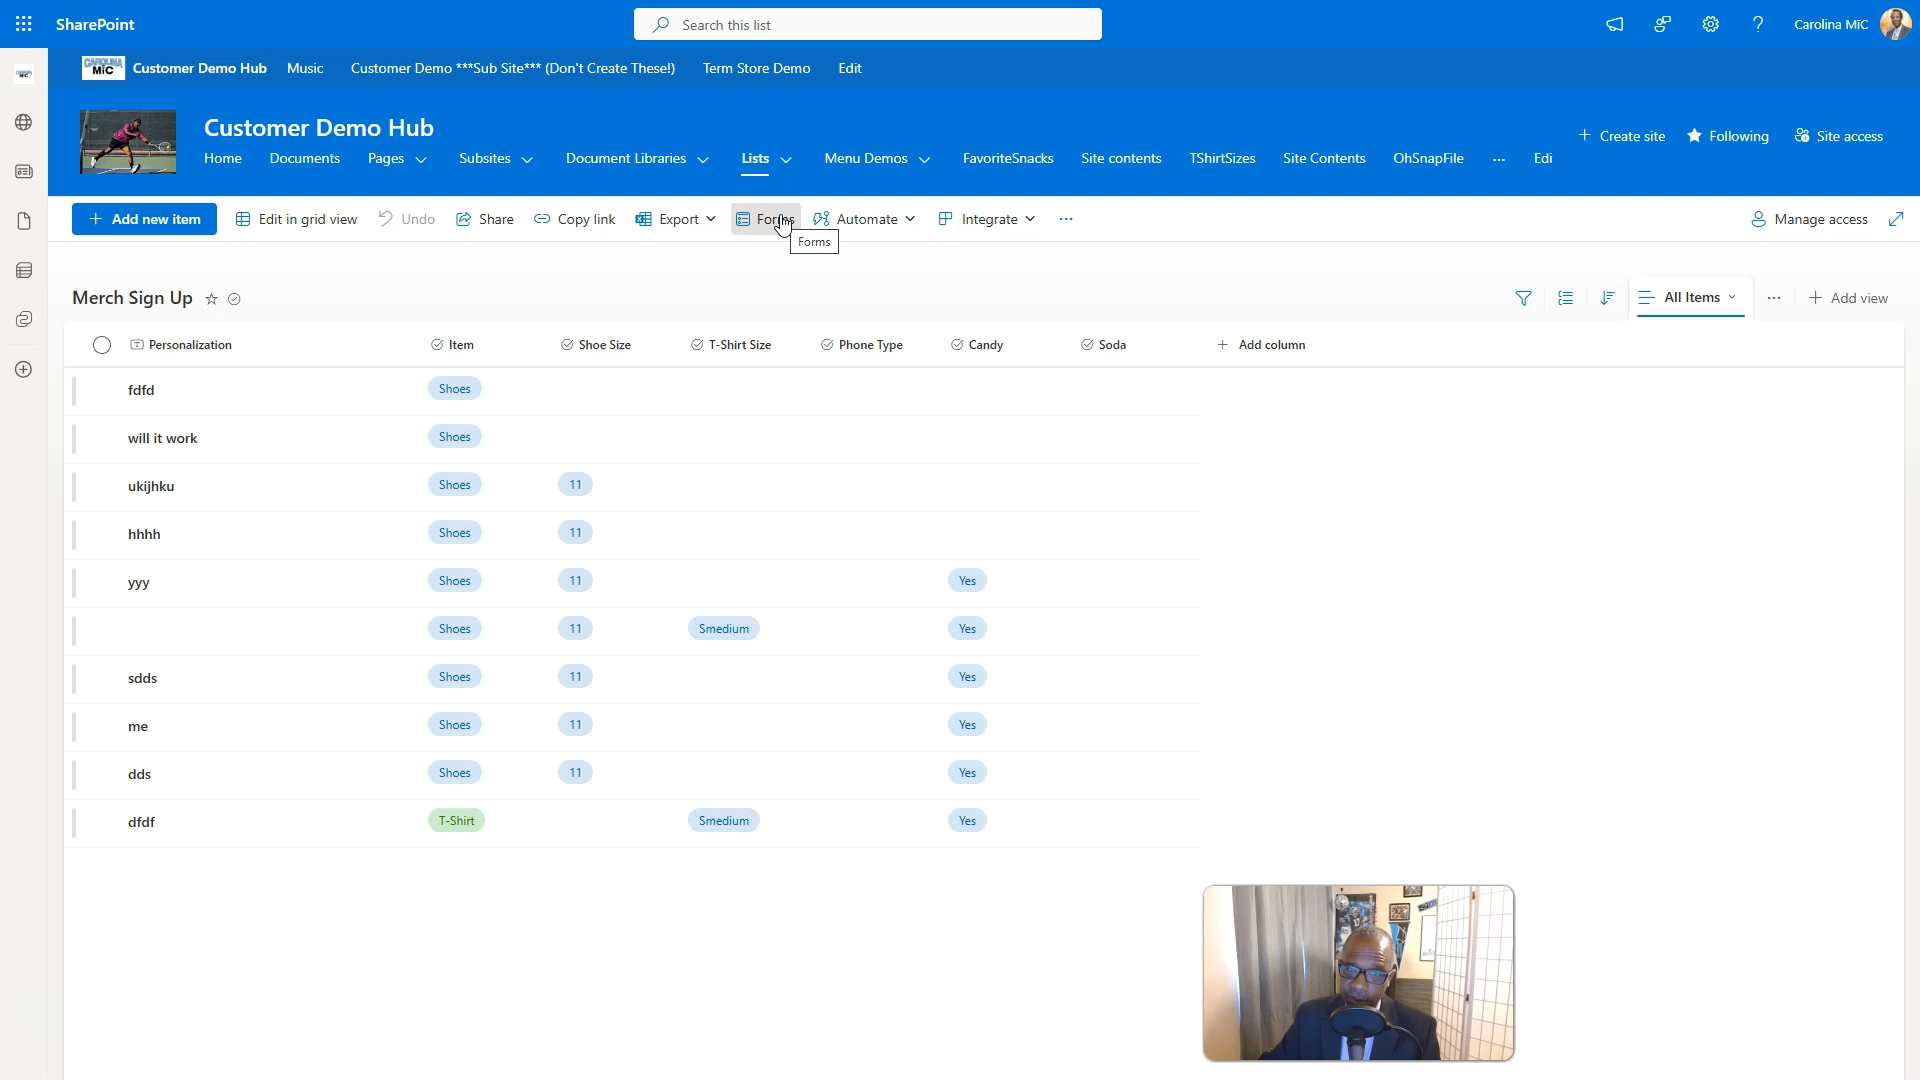 SharePoint
Search this list
Carolina MiC
CAROLINA
MiC
Customer Demo Hub Music Customer Demo ***Sub Site*** (Don't Create These!) Term Store Demo Edit
Customer Demo Hub
Create site Following Site access
Home Documents Pages Subsites Document Libraries Lists Menu Demos FavoriteSnacks Site contents TShirtSizes Site Contents OhSnapFile ... Edi
Add new item Edit in grid view Undo Share Copy link Export Forms Automate Integrate ... Manage access
Forms
Merch Sign Up
All Items ... Add view
Personalization Item Shoe Size T-Shirt Size Phone Type Candy Soda Add column
fdfd Shoes
will it work Shoes
ukijhku Shoes 11
hhhh Shoes 11
yyy Shoes 11 Yes
Shoes 11 Smedium Yes
sdds Shoes 11 Yes
me Shoes 11 Yes
dds Shoes 11 Yes
dfdf T-Shirt Smedium Yes